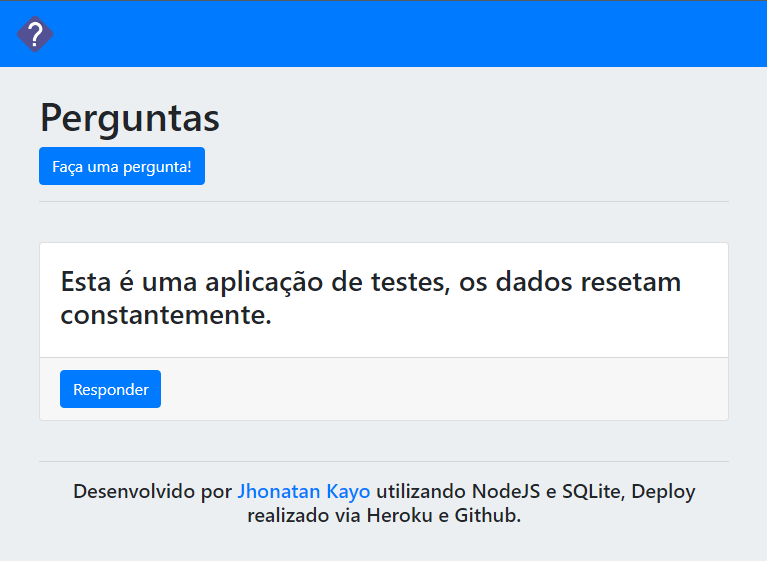 ?
Perguntas
Faça uma pergunta!
Esta é uma aplicação de testes, os dados resetam
constantemente.
Responder
Desenvolvido por Jhonatan Kayo utilizando NodeJS e SQLite, Deploy
realizado via Heroku e Github.